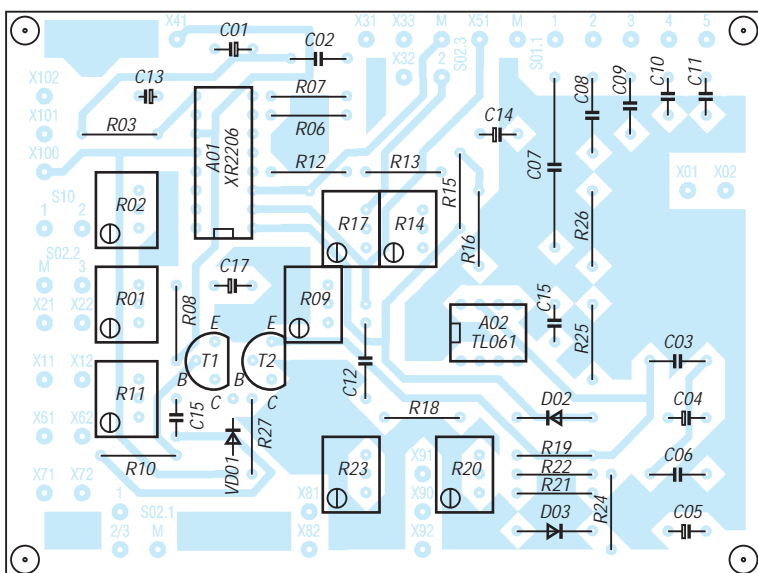 X41
C01
C02
X31
X33
M
X51
M
1
2
3
4
5
X32
2
S02.3
S01.1
X102
C13
R07
R06
C14
C07
C08
C09
C10
C11
X101
R03
A01
XR2206
X100
R12
R13
R15
X01
X02
S10
R02
1
2
R17
R14
R16
R26
S02.2
M
3
C17
R01
R08
R09
X21
X22
A02
TL061
C15
R25
E
T1
B
C
E
T2
B
C
C12
C03
X11
X12
R11
C15
R27
VD01
R18
D02
C04
X61
X62
R10
R23
X91
R20
R19
R22
R21
C06
X71
X72
1
S02.1
X81
X90
R24
2/3
M
X82
X92
D03
C05